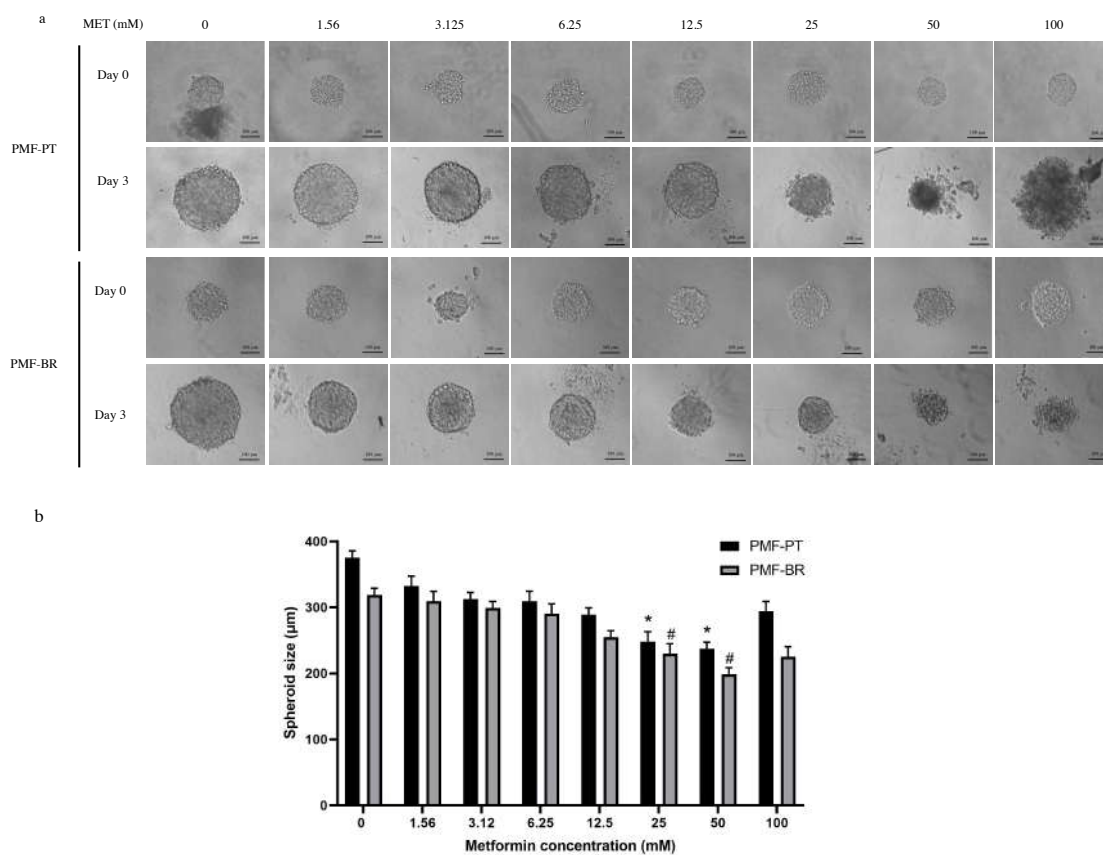 a
MET (mM) 0 1.56 3.125 6.25 12.5 25 50 100
PMF-PT
Day 0
Day 3
PMF-BR
Day 0
Day 3
b
400
300
200
100
0
Spheroid size (µm)
PMF-PT
PMF-BR
* # * #
0 1.56 3.12 6.25 12.5 25 50 100
Metformin concentration (mM)